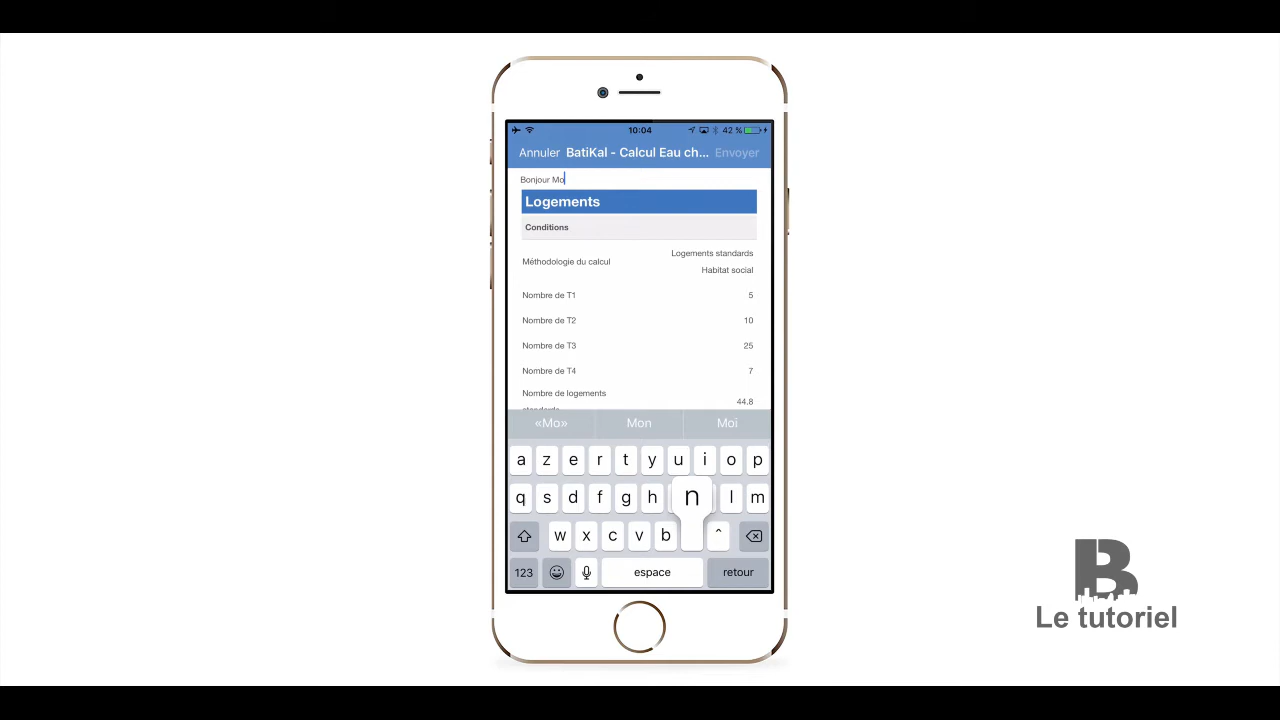 10:04
42 %
Annuler BatiKal - Calcul Eau ch... Envoyer
Bonjour Mo
Logements
Conditions
Méthodologie du calcul
Logements standards
Habitat social
Nombre de T1 5
Nombre de T2 10
Nombre de T3 25
Nombre de T4 7
Nombre de logements
standards
44.8
«Mo» Mon Moi
a z e r t y u i o p
q s d f g h n l m
w x c v b ^
123 espace retour
B
Le tutoriel